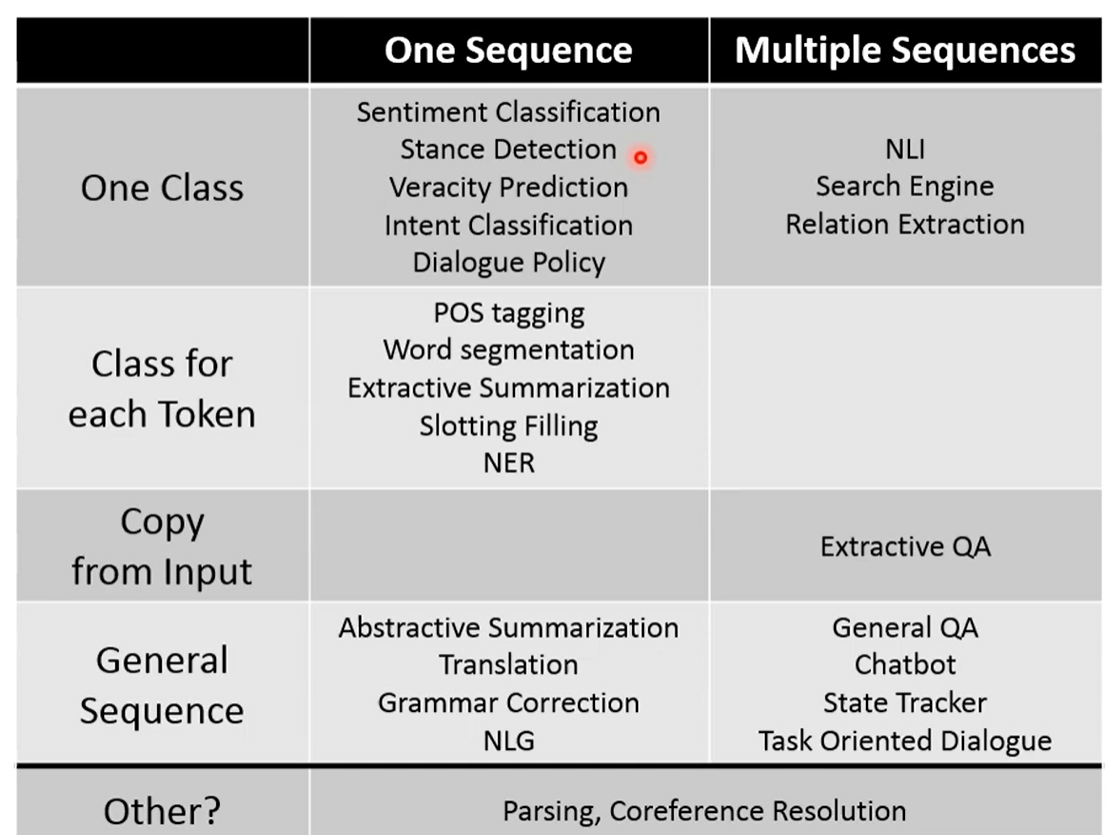 One Sequence
Multiple Sequences
One Class
Sentiment Classification
Stance Detection
Veracity Prediction
Intent Classification
Dialogue Policy
NLI
Search Engine
Relation Extraction
Class for
each Token
POS tagging
Word segmentation
Extractive Summarization
Slotting Filling
NER
Copy
from Input
Extractive QA
General
Sequence
Abstractive Summarization
Translation
Grammar Correction
NLG
General QA
Chatbot
State Tracker
Task Oriented Dialogue
Other?
Parsing, Coreference Resolution